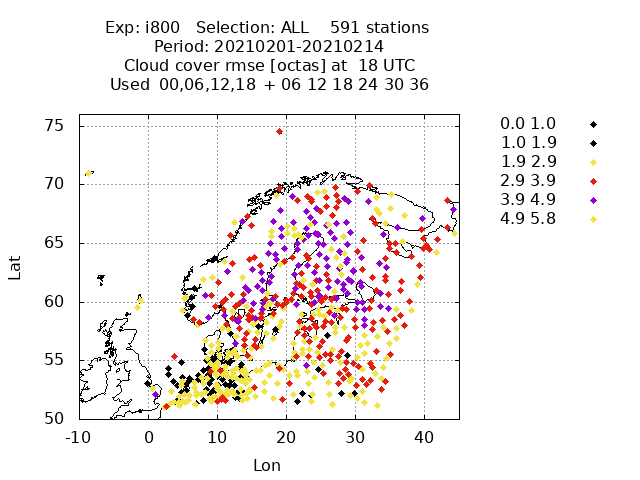 Exp: i800   Selection: ALL    591 stations
Period: 20210201-20210214
Cloud cover rmse [octas] at  18 UTC
Used  00,06,12,18  + 06 12 18 24 30 36
75
70
65
60
55
50
-10 0 10 20 30 40
Lat
Lon
0.0 1.0
1.0 1.9
1.9 2.9
2.9 3.9
3.9 4.9
4.9 5.8